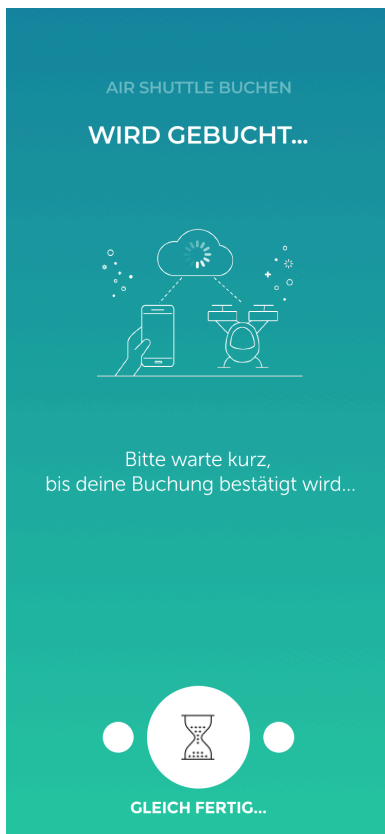 AIR SHUTTLE BUCHEN
WIRD GEBUCHT...
Bitte warte kurz,
bis deine Buchung bestätigt wird...
GLEICH FERTIG...